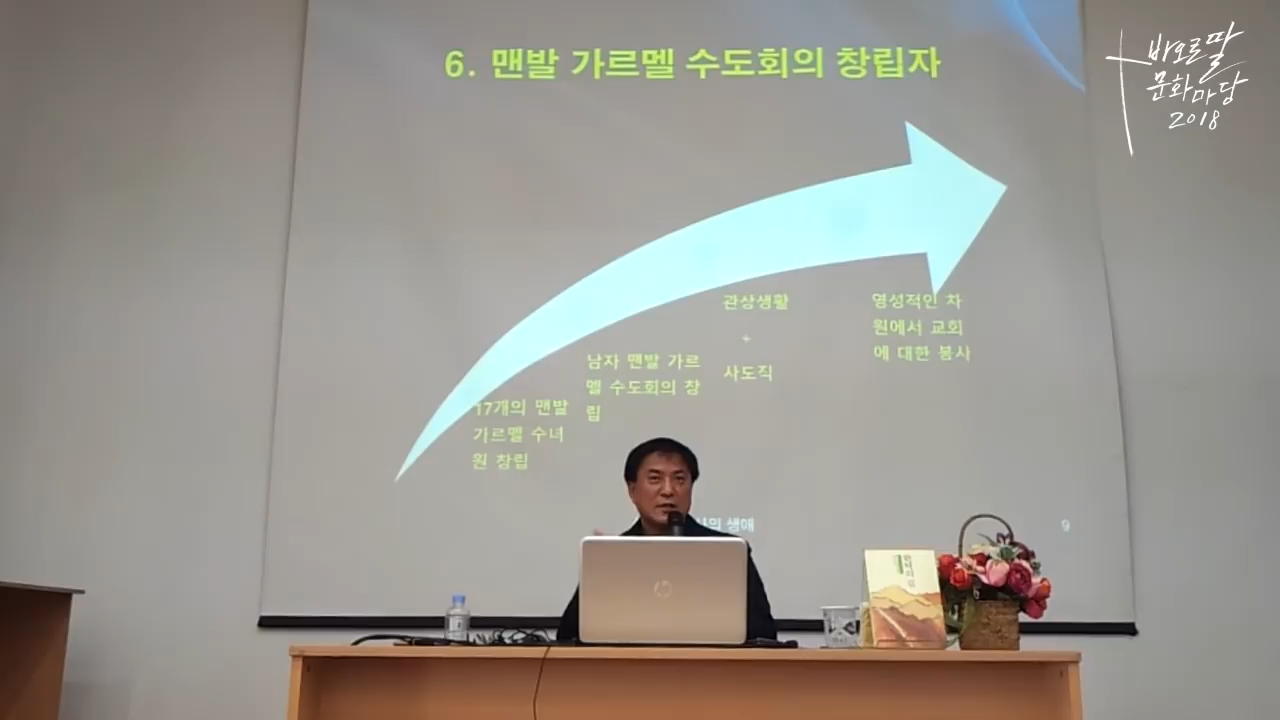 6. 맨발 가르멜 수도회의 창립자
바오로딸
문화마당
2018
관상생활
+
사도직
영성적인 차
원에서 교회
에 대한 봉사
남자 맨발 가르
멜 수도회의 창
립
17개의 맨발
가르멜 수녀
원 창립
생애
9
hp